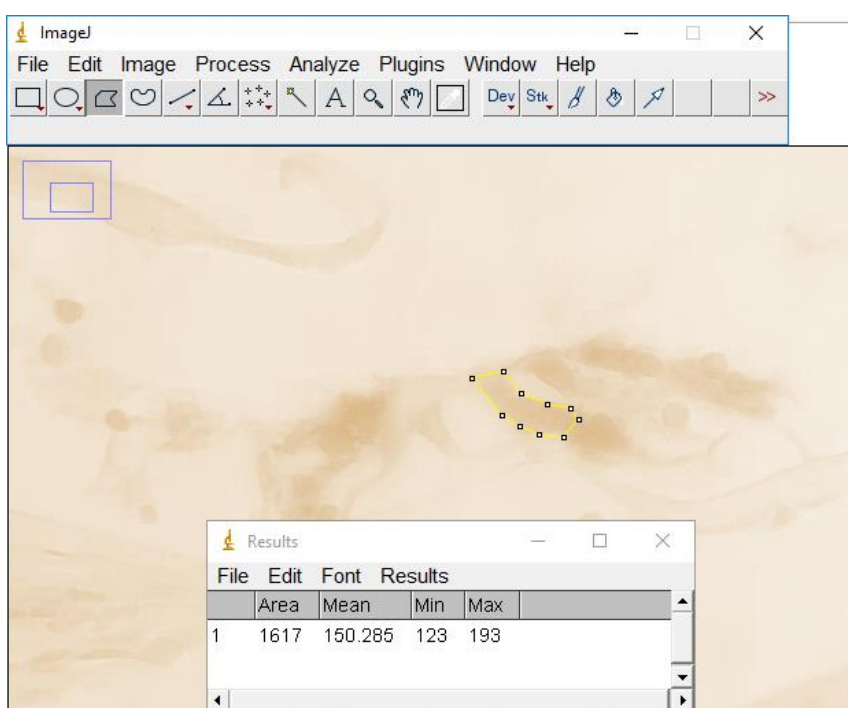 ImageJ
File Edit Image Process Analyze Plugins Window Help
A Dev Stk >>
Results
File Edit Font Results
Area Mean Min Max
1 1617 150.285 123 193